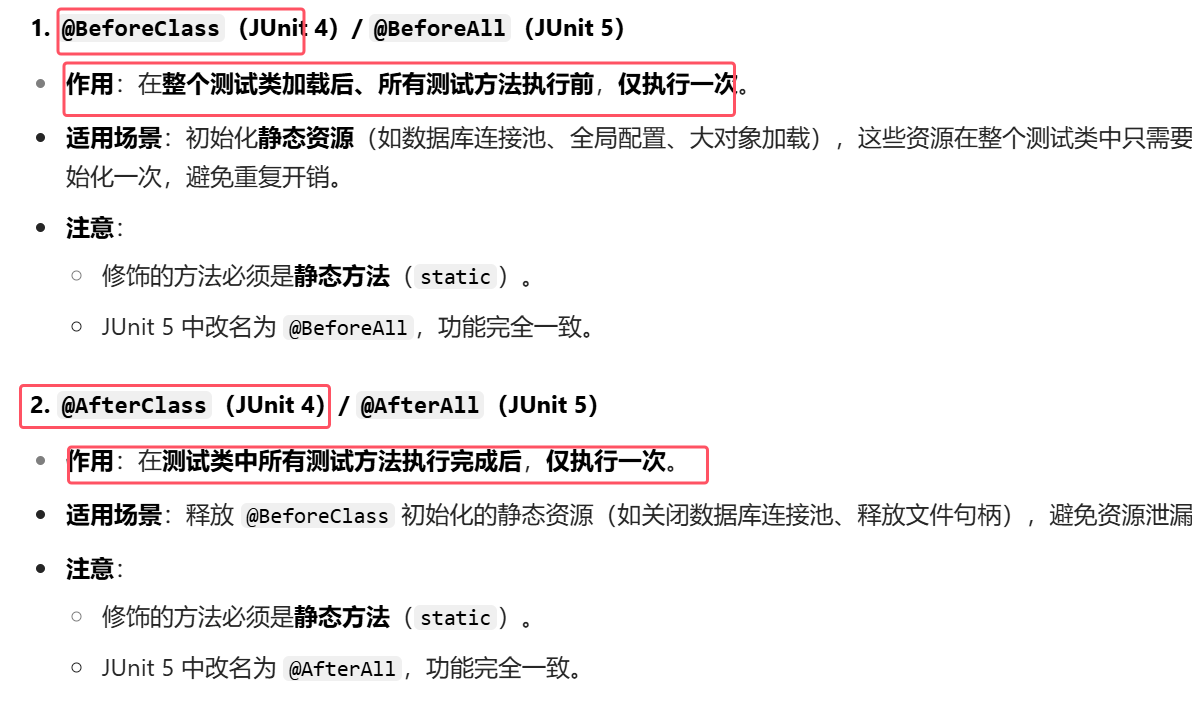 1. @BeforeClass（JUnit 4）/ @BeforeAll（JUnit 5）
作用：在整个测试类加载后、所有测试方法执行前，仅执行一次。
适用场景：初始化静态资源（如数据库连接池、全局配置、大对象加载），这些资源在整个测试类中只需要
始化一次，避免重复开销。
注意：
修饰的方法必须是静态方法（static）。
JUnit 5 中改名为 @BeforeAll，功能完全一致。
2. @AfterClass（JUnit 4）/ @AfterAll（JUnit 5）
作用：在测试类中所有测试方法执行完成后，仅执行一次。
适用场景：释放 @BeforeClass 初始化的静态资源（如关闭数据库连接池、释放文件句柄），避免资源泄漏
注意：
修饰的方法必须是静态方法（static）。
JUnit 5 中改名为 @AfterAll，功能完全一致。